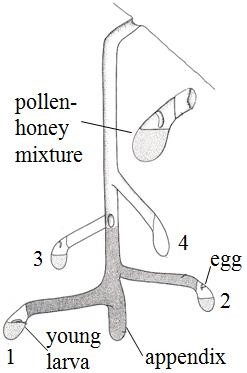 pollen-
honey
mixture
3
4
egg
2
1
young
larva
appendix